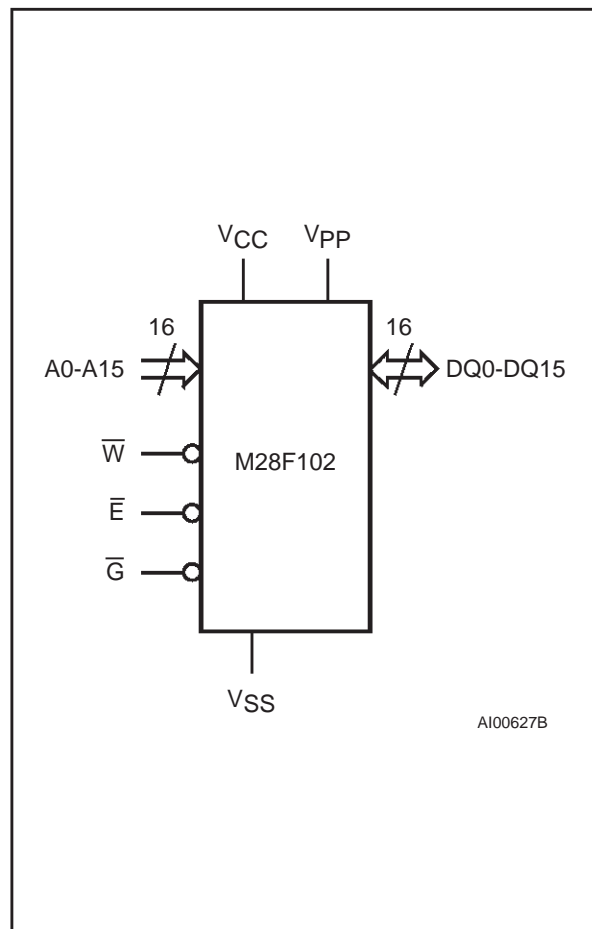 VCC VPP
16 16
A0-A15 DQ0-DQ15
W̅ M28F102
E̅
G̅
VSS
AI00627B